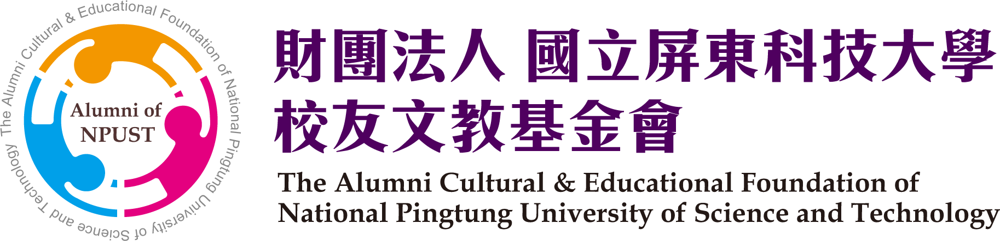 The Alumni Cultural & Educational Foundation of National Pingtung University of Science and Technology
Alumni of
NPUST
財團法人 國立屏東科技大學
校友文教基金會
The Alumni Cultural & Educational Foundation of
National Pingtung University of Science and Technology